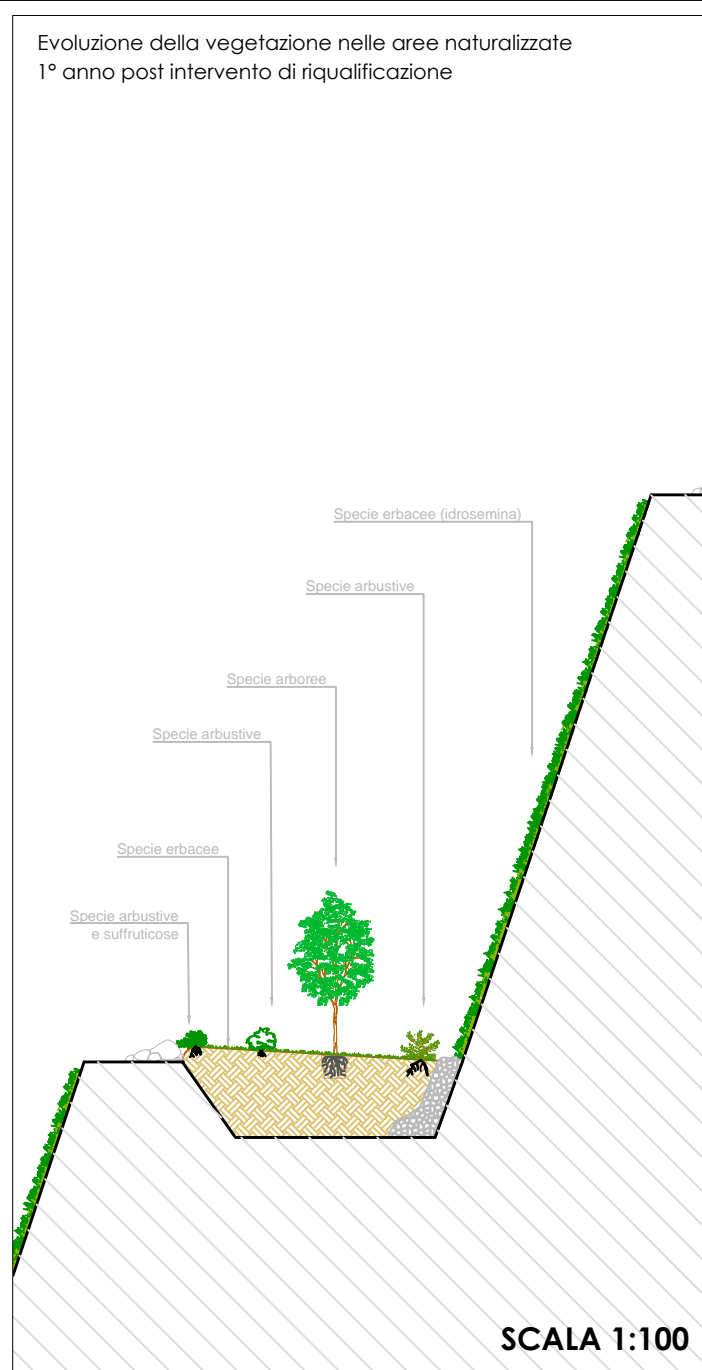 Evoluzione della vegetazione nelle aree naturalizzate
1° anno post intervento di riqualificazione
Specie erbacee (idrosemina)
Specie arbustive
Specie arboree
Specie arbustive
Specie erbacee
Specie arbustive
e suffruticose
SCALA 1:100